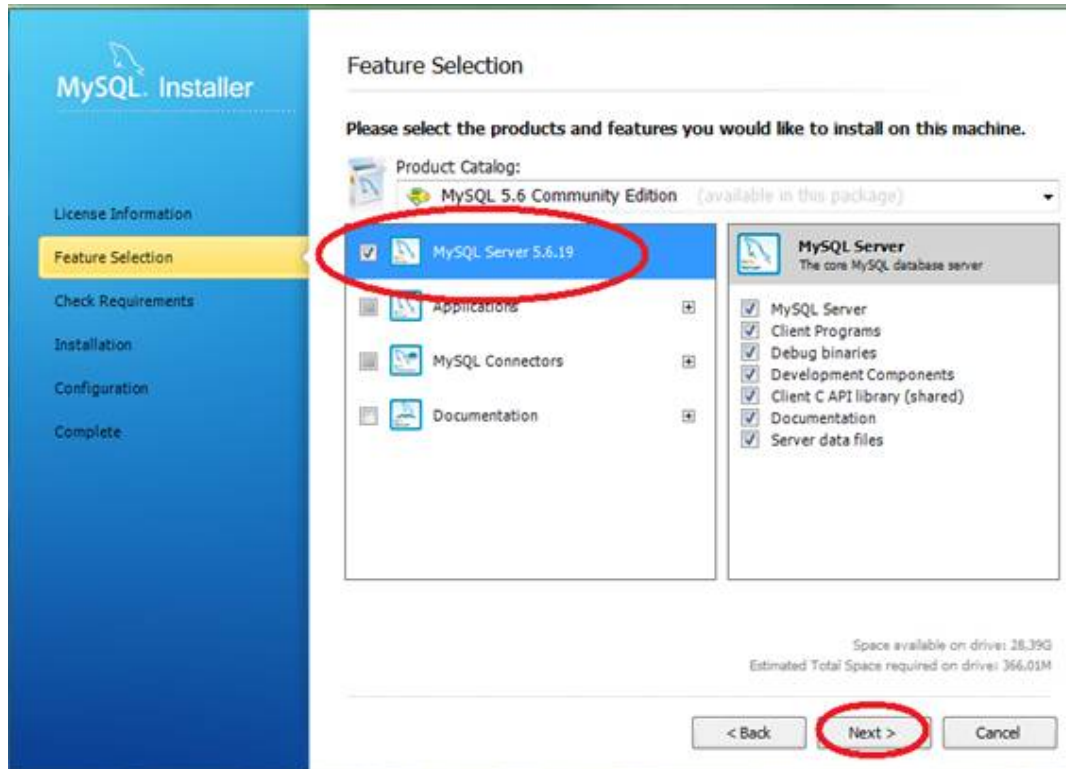 MySQL. Installer
License Information
Feature Selection
Check Requirements
Installation
Configuration
Complete
Feature Selection
Please select the products and features you would like to install on this machine.
Product Catalog:
MySQL 5.6 Community Edition (available in this package)
MySQL Server 5.6.19
Applications
MySQL Connectors
Documentation
MySQL Server
The core MySQL database server
MySQL Server
Client Programs
Debug binaries
Development Components
Client C API library (shared)
Documentation
Server data files
Space available on drive: 28,39G
Estimated Total Space required on drive: 366,01M
< Back
Next >
Cancel